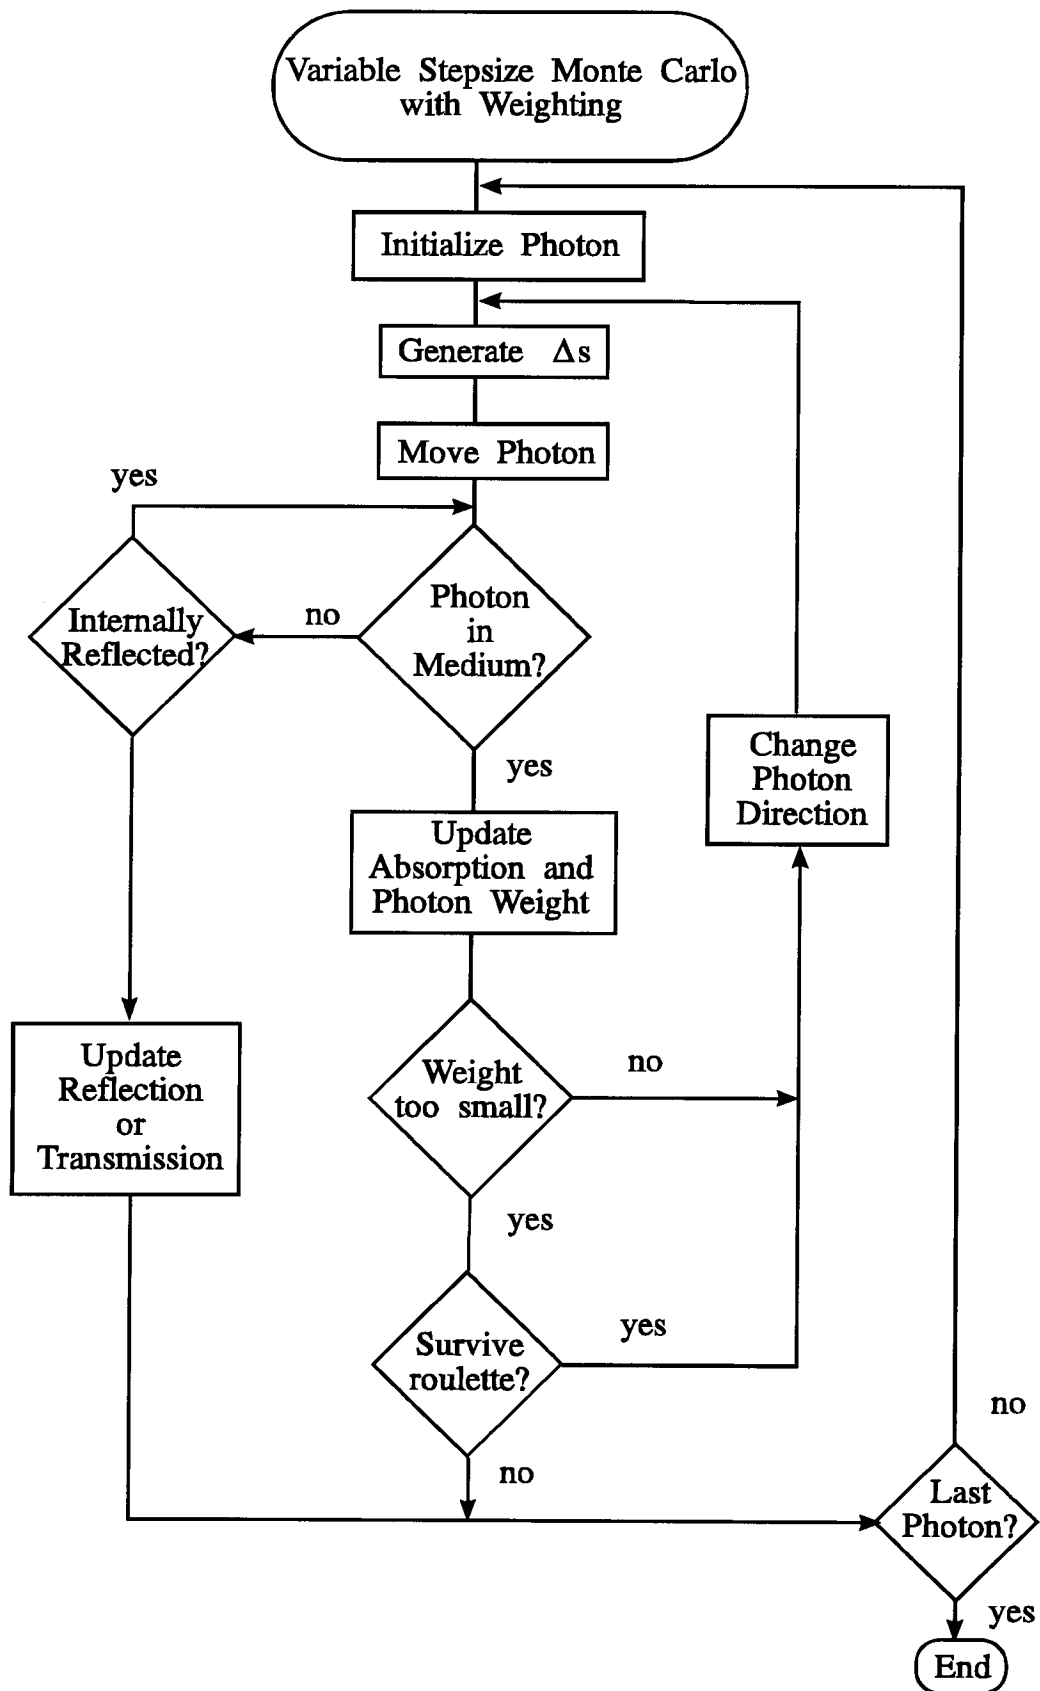 Variable Stepsize Monte Carlo
with Weighting
Initialize Photon
Generate Δs
Move Photon
yes
Internally
Reflected?
no
Photon
in
Medium?
yes
Change
Photon
Direction
Update
Absorption and
Photon Weight
Update
Reflection
or
Transmission
Weight
too small?
no
yes
Survive
roulette?
yes
no
no
Last
Photon?
yes
End